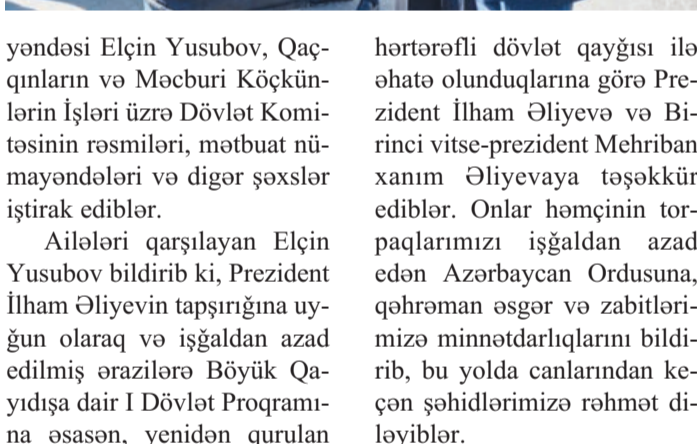 yəndəsi Elçin Yusubov, Qaç-
qınların və Məcburi Köçkün-
lərin İşləri üzrə Dövlət Komi-
təsinin rəsmiləri, mətbuat nü-
mayəndələri və digər şəxslər
iştirak ediblər.
Ailələri qarşılayan Elçin
Yusubov bildirib ki, Prezident
İlham Əliyevin tapşırığına uy-
ğun olaraq və işğaldan azad
edilmiş ərazilərə Böyük Qa-
yıdışa dair I Dövlət Proqramı-
na əsasən, yenidən qurulan
hərtərəfli dövlət qayğısı ilə
əhatə olunduqlarına görə Pre-
zident İlham Əliyevə və Bi-
rinci vitse-prezident Mehriban
xanım Əliyevaya təşəkkür
ediblər. Onlar həmçinin tor-
paqlarımızı işğaldan azad
edən Azərbaycan Ordusuna,
qəhrəman əsgər və zabitləri-
mizə minnətdarlıqlarını bildi-
rib, bu yolda canlarından ke-
çən şəhidlərimizə rəhmət di-
ləyiblər.